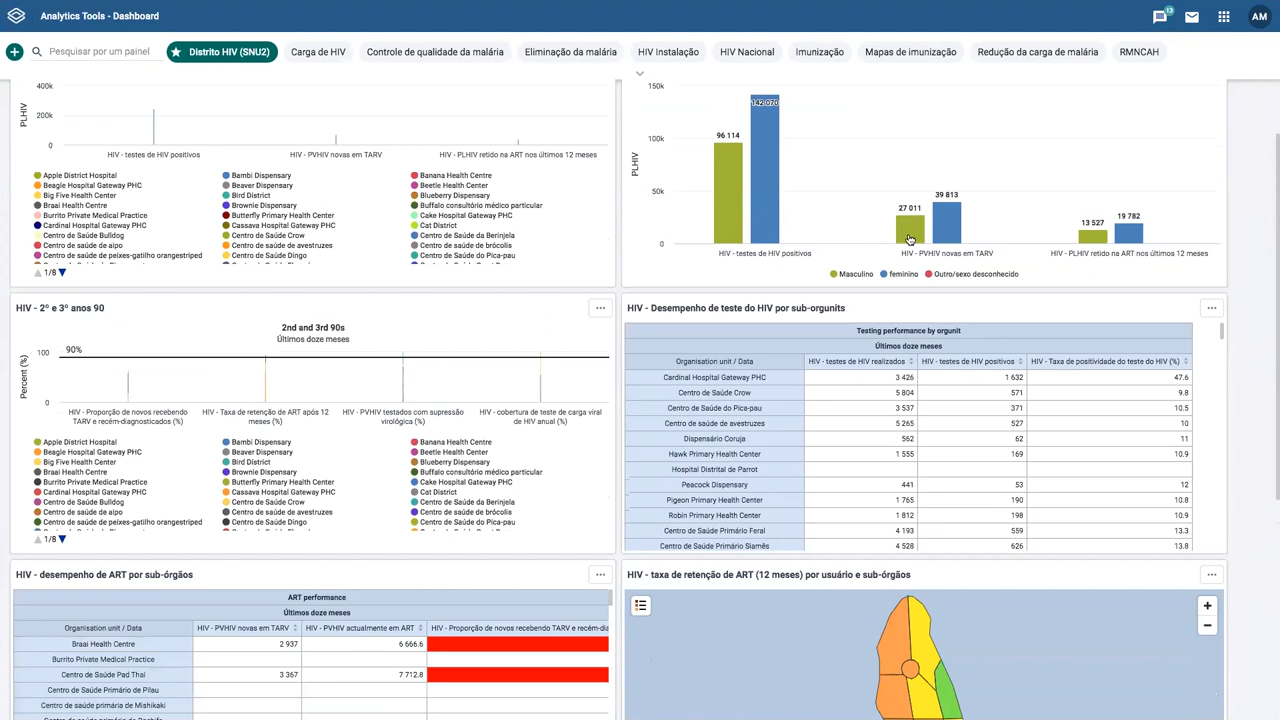 Analytics Tools - Dashboard
13
AM
Pesquisar por um painel
Distrito HIV (SNU2)
Carga de HIV
Controle de qualidade da malária
Eliminação da malária
HIV Instalação
HIV Nacional
Imunização
Mapas de imunização
Redução da carga de malária
RMNCAH
400k
200k
0
PLHIV
HIV - testes de HIV positivos
HIV - PVHIV novas em TARV
HIV - PLHIV retido na ART nos últimos 12 meses
Apple District Hospital
Bambi Dispensary
Banana Health Centre
Beagle Hospital Gateway PHC
Beaver Dispensary
Beetle Health Center
Big Five Health Center
Bird District
Blueberry Dispensary
Braai Health Centre
Brownie Dispensary
Buffalo consultório médico particular
Burrito Private Medical Practice
Butterfly Primary Health Center
Cake Hospital Gateway PHC
Cardinal Hospital Gateway PHC
Cassava Hospital Gateway PHC
Cat District
Centro de Saúde Bulldog
Centro de Saúde Crow
Centro de Saúde da Berinjela
Centro de saúde de aipo
Centro de saúde de avestruzes
Centro de saúde de brócolis
Centro de saúde de peixes-gatilho orangestriped
Centro de Saúde Dingo
Centro de Saúde do Pica-pau
1/8
150k
100k
50k
0
PLHIV
96 114
142 070
27 011
39 813
13 527
19 782
HIV - testes de HIV positivos
HIV - PVHIV novas em TARV
HIV - PLHIV retido na ART nos últimos 12 meses
Masculino
feminino
Outro/sexo desconhecido
HIV - 2º e 3º anos 90
2nd and 3rd 90s
Últimos doze meses
90%
100
0
Percent (%)
HIV - Proporção de novos recebendo
TARV e recém-diagnosticados (%)
HIV - Taxa de retenção de ART após 12
meses (%)
HIV - PVHIV testados com supressão
virológica (%)
HIV - cobertura de teste de carga viral
de HIV anual (%)
Apple District Hospital
Bambi Dispensary
Banana Health Centre
Beagle Hospital Gateway PHC
Beaver Dispensary
Beetle Health Center
Big Five Health Center
Bird District
Blueberry Dispensary
Braai Health Centre
Brownie Dispensary
Buffalo consultório médico particular
Burrito Private Medical Practice
Butterfly Primary Health Center
Cake Hospital Gateway PHC
Cardinal Hospital Gateway PHC
Cassava Hospital Gateway PHC
Cat District
Centro de Saúde Bulldog
Centro de Saúde Crow
Centro de Saúde da Berinjela
Centro de saúde de aipo
Centro de saúde de avestruzes
Centro de saúde de brócolis
Centro de saúde de peixes-gatilho orangestriped
Centro de Saúde Dingo
Centro de Saúde do Pica-pau
1/8
HIV - Desempenho de teste do HIV por sub-orgunits
Testing performance by orgunit
Últimos doze meses
Organisation unit / Data HIV - testes de HIV realizados HIV - testes de HIV positivos HIV - Taxa de positividade do teste do HIV (%)
Cardinal Hospital Gateway PHC 3 426 1 632 47.6
Centro de Saúde Crow 5 804 571 9.8
Centro de Saúde do Pica-pau 3 537 371 10.5
Centro de saúde de avestruzes 5 265 527 10
Dispensário Coruja 562 62 11
Hawk Primary Health Center 1 555 169 10.9
Hospital Distrital de Parrot
Peacock Dispensary 441 53 12
Pigeon Primary Health Center 1 765 190 10.8
Robin Primary Health Center 1 812 198 10.9
Centro de Saúde Primário Feral 4 193 559 13.3
Centro de Saúde Primário Siamês 4 528 626 13.8
HIV - desempenho de ART por sub-órgãos
ART performance
Últimos doze meses
Organisation unit / Data HIV - PVHIV novas em TARV HIV - PVHIV actualmente em ART HIV - Proporção de novos recebendo TARV e recém-dia
Braai Health Centre 2 937 6 666.6
Burrito Private Medical Practice
Centro de Saúde Pad Thai 3 367 7 712.8
Centro de Saúde Primário de Pilau
Centro de saúde primária de Mishikaki
HIV - taxa de retenção de ART (12 meses) por usuário e sub-órgãos